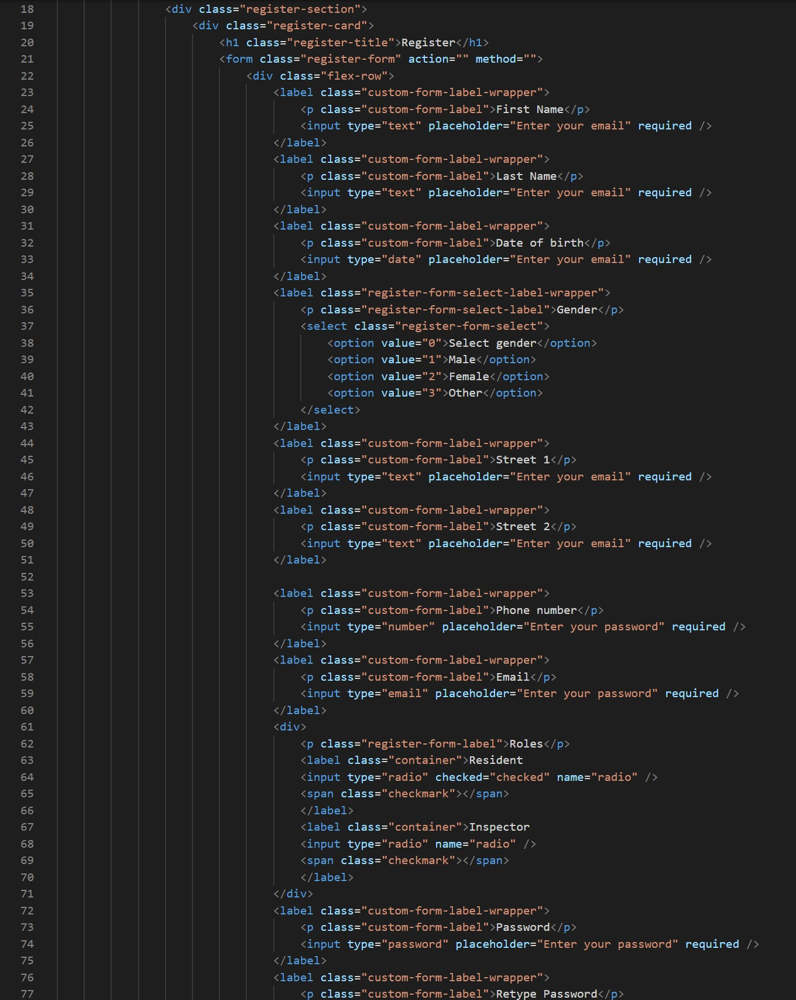 18 <div class="register-section">
19 <div class="register-card">
20 <h1 class="register-title">Register</h1>
21 <form class="register-form" action="" method="">
22 <div class="flex-row">
23 <label class="custom-form-label-wrapper">
24 <p class="custom-form-label">First Name</p>
25 <input type="text" placeholder="Enter your email" required />
26 </label>
27 <label class="custom-form-label-wrapper">
28 <p class="custom-form-label">Last Name</p>
29 <input type="text" placeholder="Enter your email" required />
30 </label>
31 <label class="custom-form-label-wrapper">
32 <p class="custom-form-label">Date of birth</p>
33 <input type="date" placeholder="Enter your email" required />
34 </label>
35 <label class="register-form-select-label-wrapper">
36 <p class="register-form-select-label">Gender</p>
37 <select class="register-form-select">
38 <option value="0">Select gender</option>
39 <option value="1">Male</option>
40 <option value="2">Female</option>
41 <option value="3">Other</option>
42 </select>
43 </label>
44 <label class="custom-form-label-wrapper">
45 <p class="custom-form-label">Street 1</p>
46 <input type="text" placeholder="Enter your email" required />
47 </label>
48 <label class="custom-form-label-wrapper">
49 <p class="custom-form-label">Street 2</p>
50 <input type="text" placeholder="Enter your email" required />
51 </label>
52
53 <label class="custom-form-label-wrapper">
54 <p class="custom-form-label">Phone number</p>
55 <input type="number" placeholder="Enter your password" required />
56 </label>
57 <label class="custom-form-label-wrapper">
58 <p class="custom-form-label">Email</p>
59 <input type="email" placeholder="Enter your password" required />
60 </label>
61 <div>
62 <p class="register-form-label">Roles</p>
63 <label class="container">Resident
64 <input type="radio" checked="checked" name="radio" />
65 <span class="checkmark"></span>
66 </label>
67 <label class="container">Inspector
68 <input type="radio" name="radio" />
69 <span class="checkmark"></span>
70 </label>
71 </div>
72 <label class="custom-form-label-wrapper">
73 <p class="custom-form-label">Password</p>
74 <input type="password" placeholder="Enter your password" required />
75 </label>
76 <label class="custom-form-label-wrapper">
77 <p class="custom-form-label">Retype Password</p>